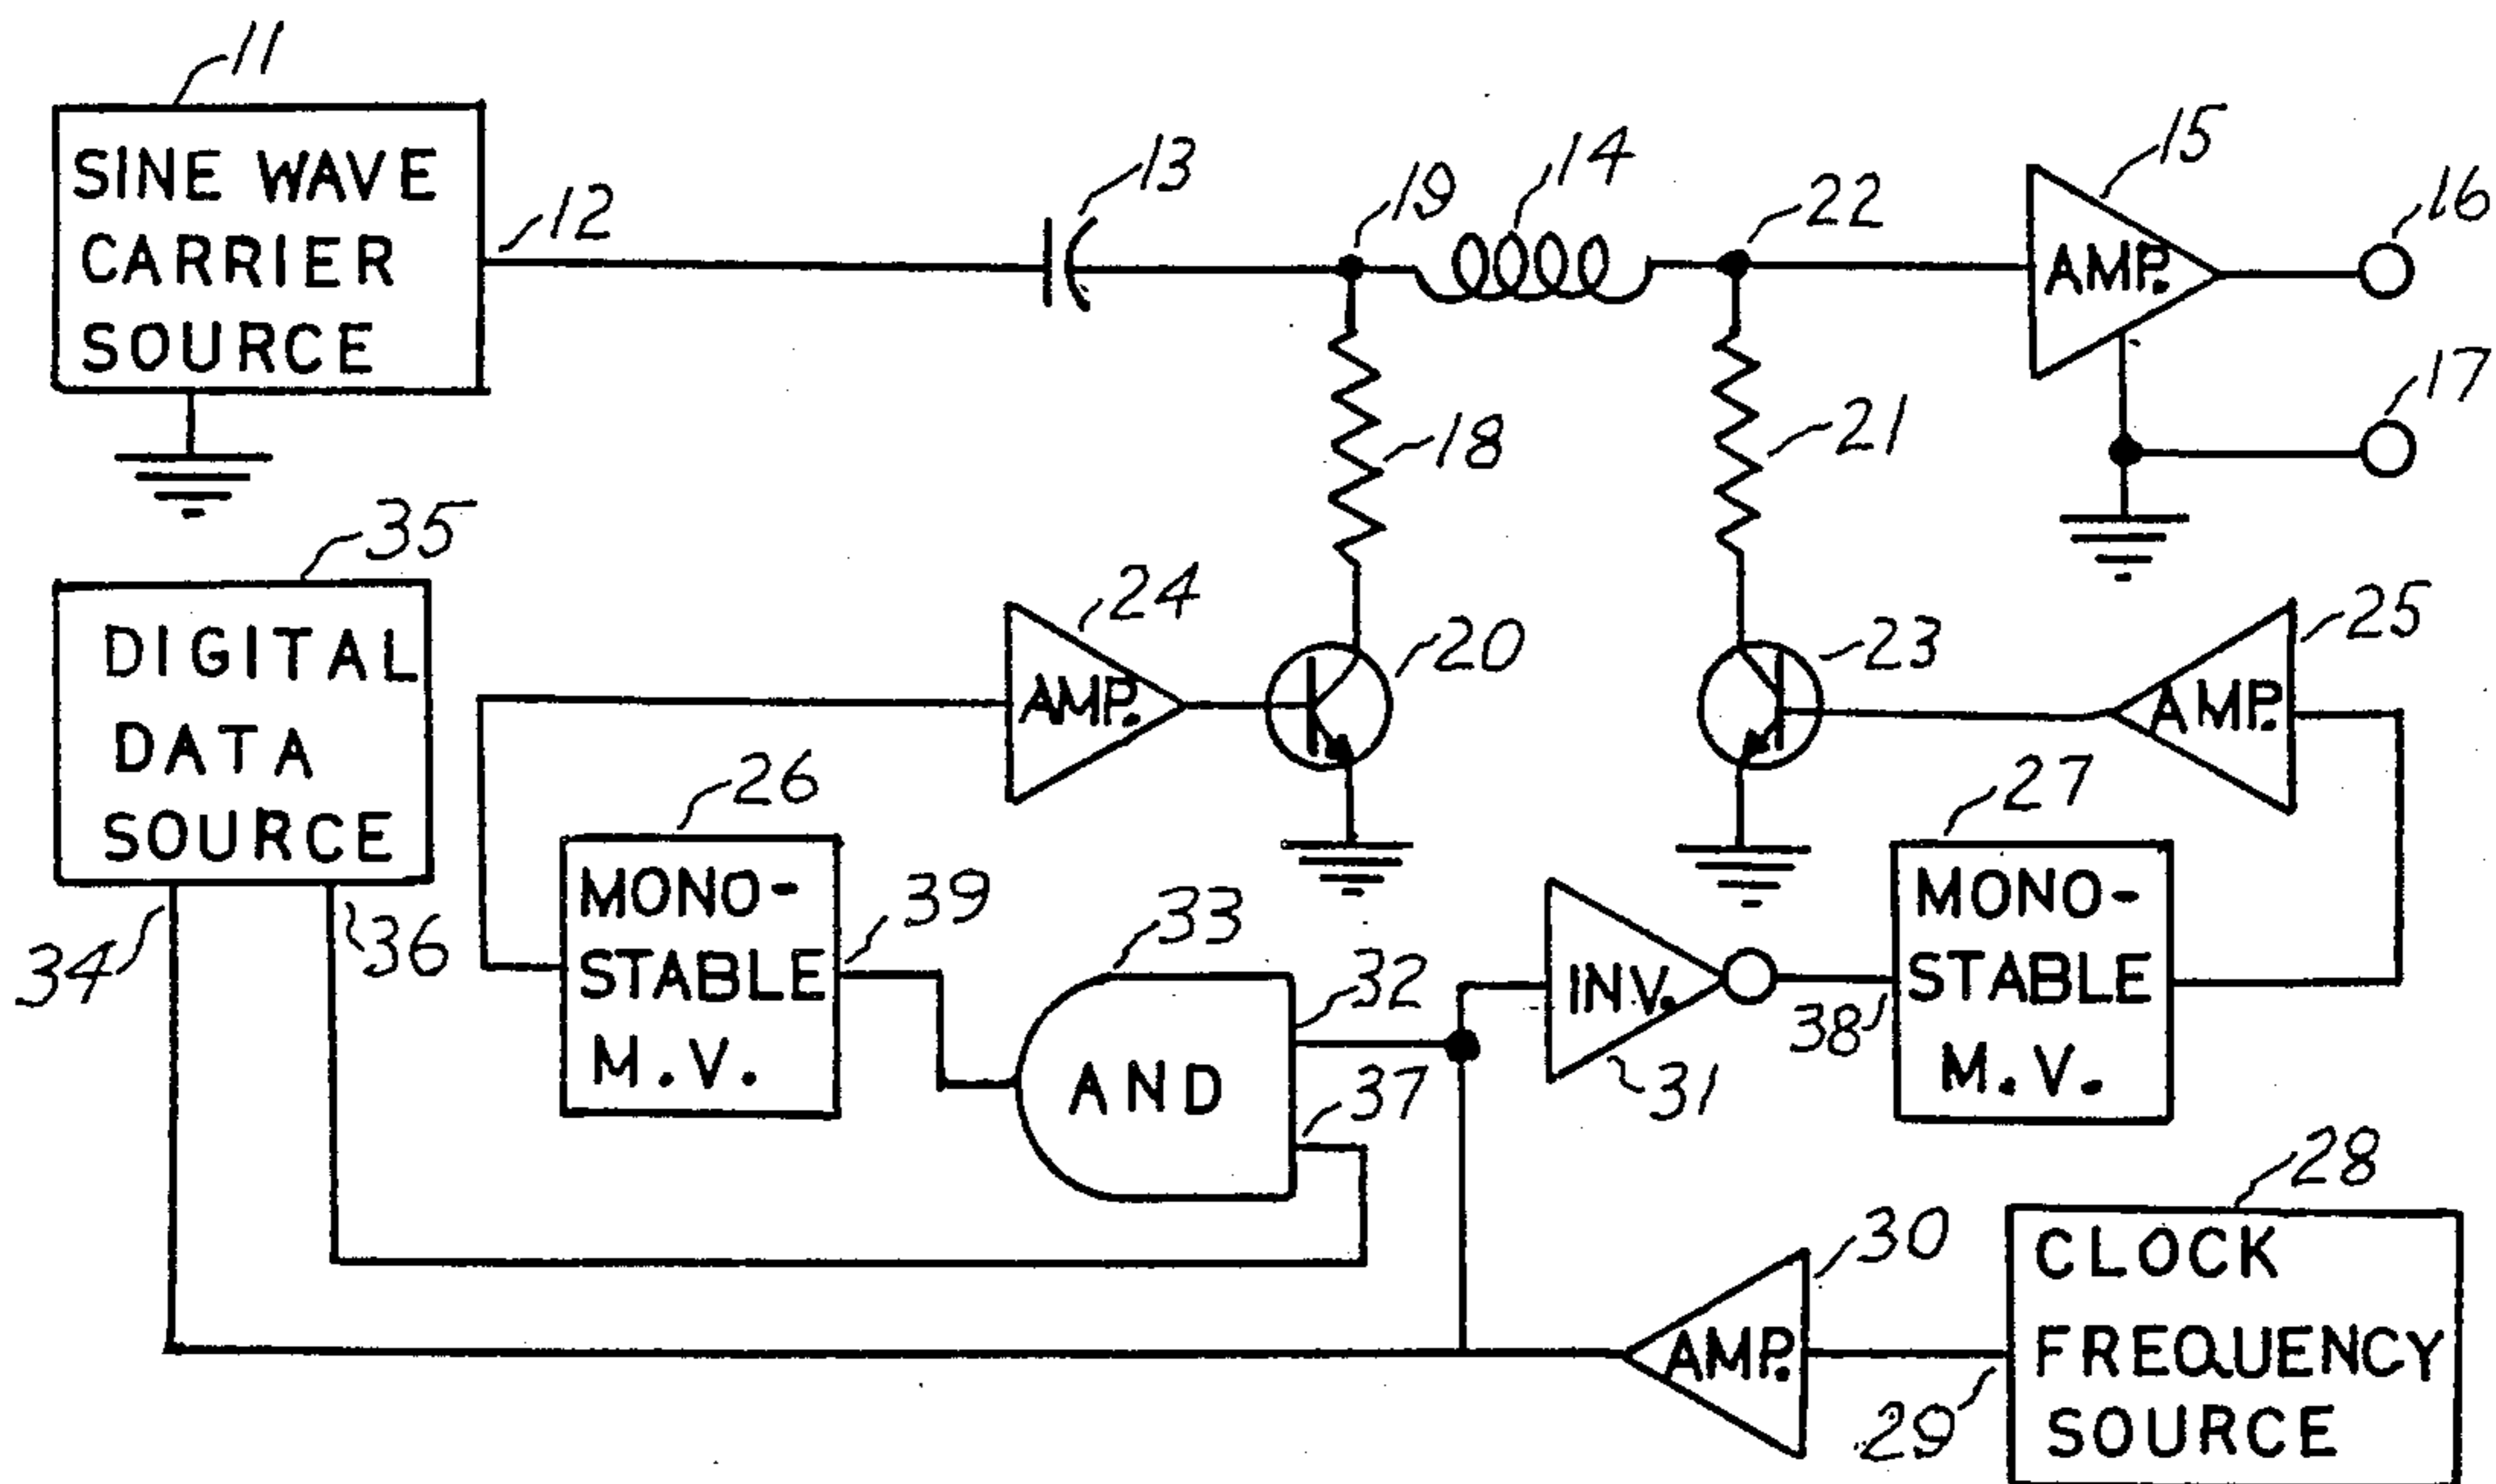 11
SINE WAVE
CARRIER
SOURCE
12
13
19
14
22
15
AMP.
16
17
18
21
35
DIGITAL
DATA
SOURCE
34
36
24
AMP.
20
23
25
AMP.
26
MONO-
STABLE
M.V.
39
33
AND
32
37
INV.
31
38
27
MONO-
STABLE
M.V.
28
CLOCK
FREQUENCY
SOURCE
29
30
AMP.